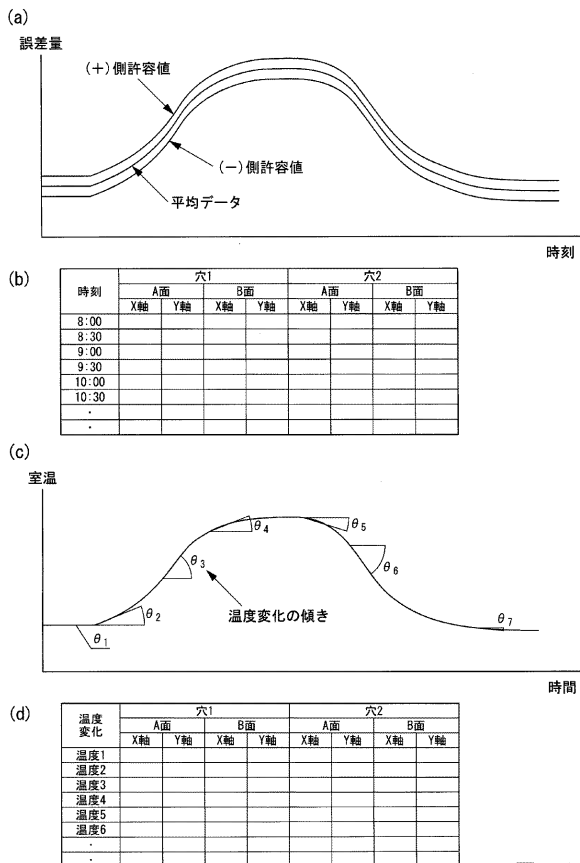 (a)
誤差量
(+)側許容値
(−)側許容値
平均データ
時刻
(b)
時刻 穴1 穴2
A面 B面 A面 B面
X軸 Y軸 X軸 Y軸 X軸 Y軸 X軸 Y軸
8:00
8:30
9:00
9:30
10:00
10:30
・
・
(c)
室温
θ1
θ2
θ3
θ4
θ5
θ6
θ7
温度変化の傾き
時間
(d)
温度変化 穴1 穴2
A面 B面 A面 B面
X軸 Y軸 X軸 Y軸 X軸 Y軸 X軸 Y軸
温度1
温度2
温度3
温度4
温度5
温度6
・
・